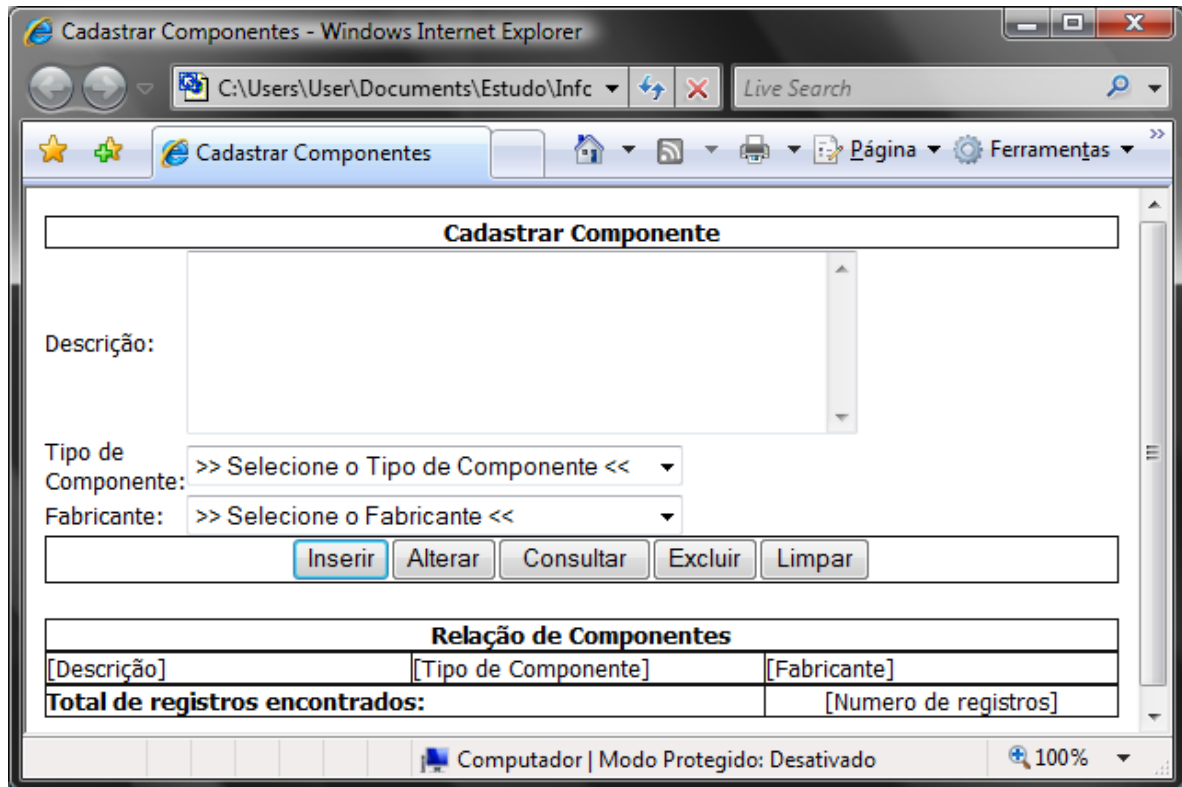 Cadastrar Componentes - Windows Internet Explorer
C:\Users\User\Documents\Estudo\Infc
Live Search
Cadastrar Componentes
Página
Ferramentas
»
Cadastrar Componente
Descrição:
Tipo de
Componente:
>> Selecione o Tipo de Componente <<
Fabricante:
>> Selecione o Fabricante <<
Inserir Alterar Consultar Excluir Limpar
Relação de Componentes
[Descrição] [Tipo de Componente] [Fabricante]
Total de registros encontrados: [Numero de registros]
Computador | Modo Protegido: Desativado
100%